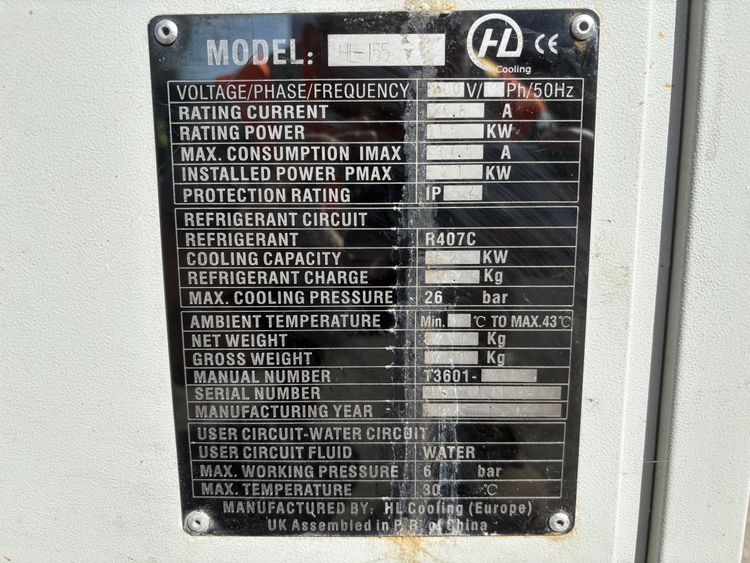 MODEL: HL-155
HL
Cooling
CE
VOLTAGE/PHASE/FREQUENCY 400V/ Ph/50Hz
RATING CURRENT A
RATING POWER KW
MAX. CONSUMPTION IMAX A
INSTALLED POWER PMAX KW
PROTECTION RATING IP
REFRIGERANT CIRCUIT
REFRIGERANT R407C
COOLING CAPACITY KW
REFRIGERANT CHARGE Kg
MAX. COOLING PRESSURE 26 bar
AMBIENT TEMPERATURE Min. ℃ TO MAX.43℃
NET WEIGHT Kg
GROSS WEIGHT Kg
MANUAL NUMBER T3601-
SERIAL NUMBER
MANUFACTURING YEAR
USER CIRCUIT-WATER CIRCUIT
USER CIRCUIT FLUID WATER
MAX. WORKING PRESSURE 6 bar
MAX. TEMPERATURE 30 ℃
MANUFACTURED BY: HL Cooling (Europe)
UK Assembled in P.R. of China